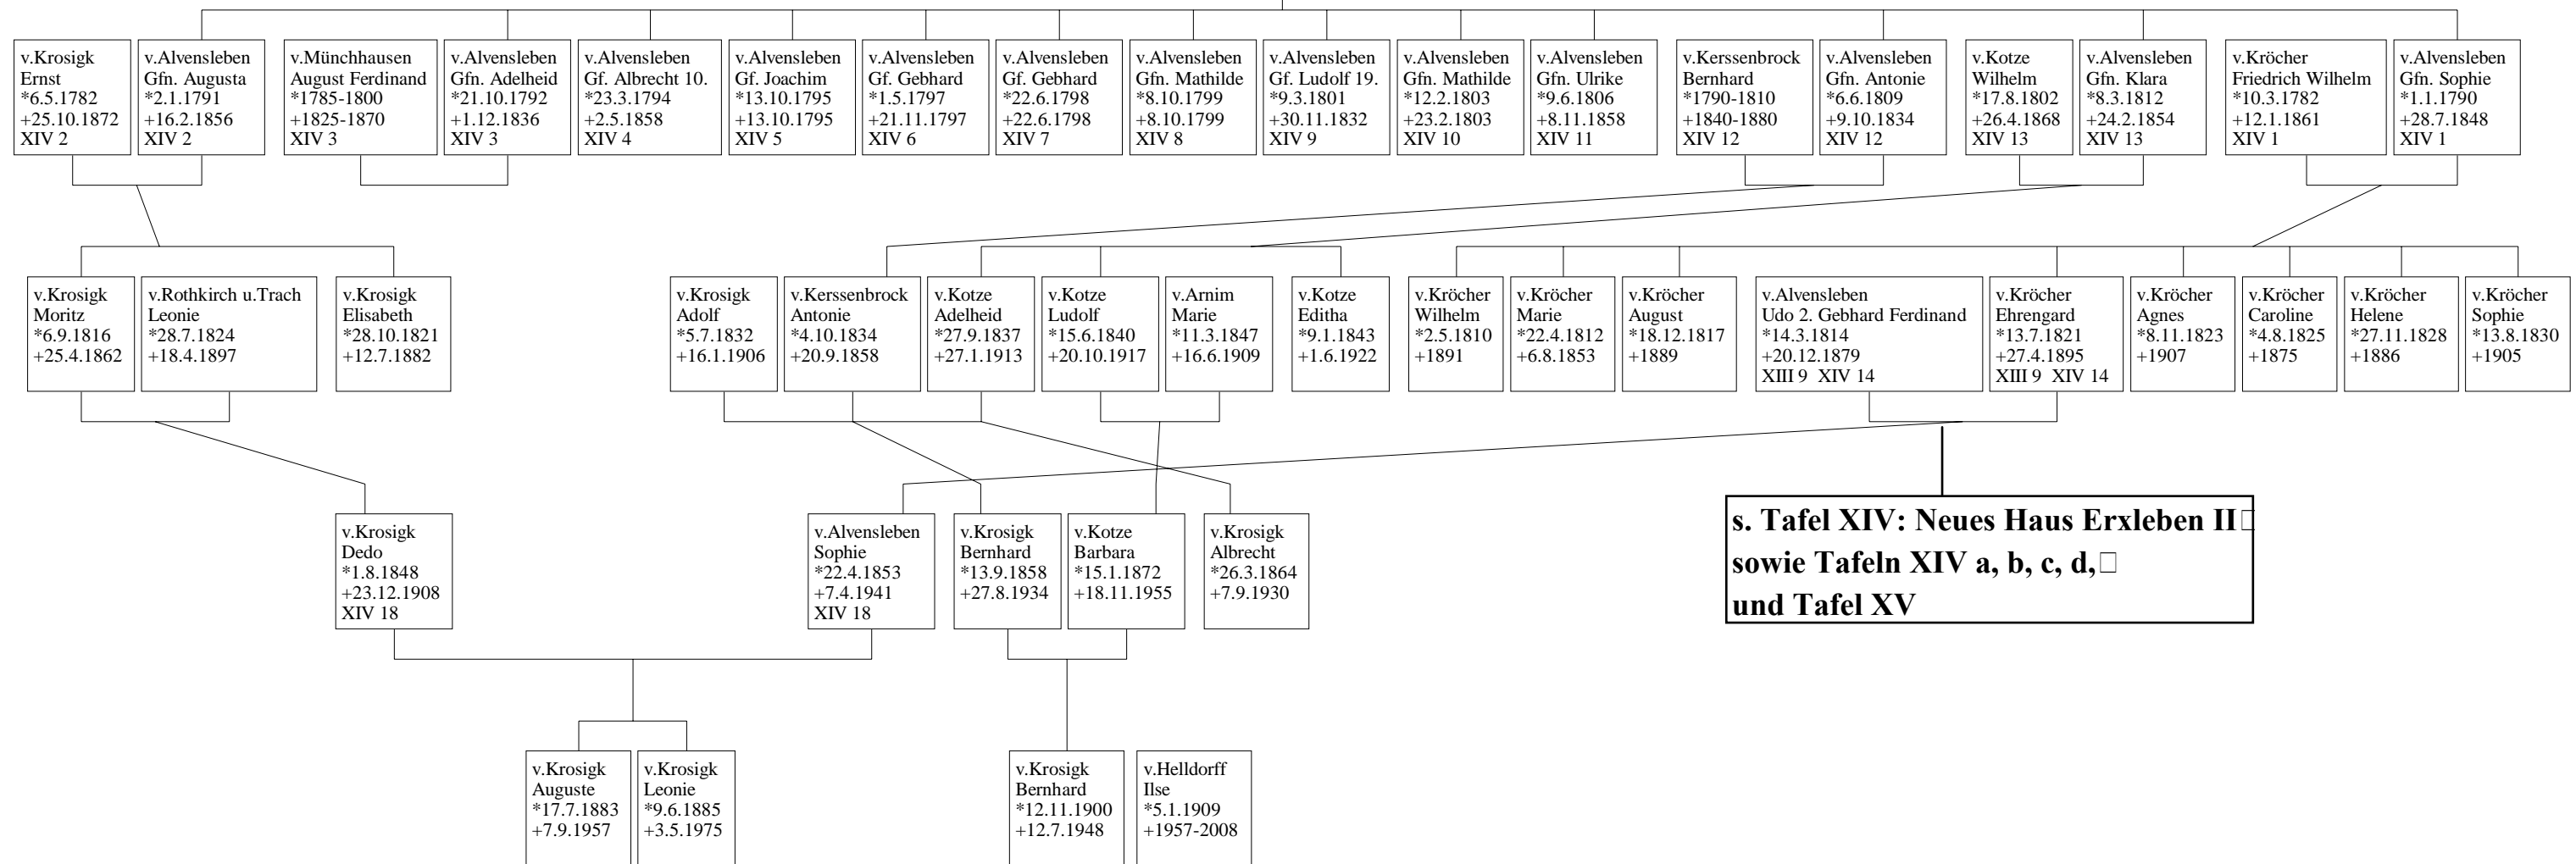 v.Krosigk
Ernst
*6.5.1782
+25.10.1872
XIV 2
v.Alvensleben
Gfn. Augusta
*2.1.1791
+16.2.1856
XIV 2
v.Münchhausen
August Ferdinand
*1785-1800
+1825-1870
XIV 3
v.Alvensleben
Gfn. Adelheid
*21.10.1792
+1.12.1836
XIV 3
v.Alvensleben
Gf. Albrecht 10.
*23.3.1794
+2.5.1858
XIV 4
v.Alvensleben
Gf. Joachim
*13.10.1795
+13.10.1795
XIV 5
v.Alvensleben
Gf. Gebhard
*1.5.1797
+21.11.1797
XIV 6
v.Alvensleben
Gf. Gebhard
*22.6.1798
+22.6.1798
XIV 7
v.Alvensleben
Gfn. Mathilde
*8.10.1799
+8.10.1799
XIV 8
v.Alvensleben
Gf. Ludolf 19.
*9.3.1801
+30.11.1832
XIV 9
v.Alvensleben
Gfn. Mathilde
*12.2.1803
+23.2.1803
XIV 10
v.Alvensleben
Gfn. Ulrike
*9.6.1806
+8.11.1858
XIV 11
v.Kerssenbrock
Bernhard
*1790-1810
+1840-1880
XIV 12
v.Alvensleben
Gfn. Antonie
*6.6.1809
+9.10.1834
XIV 12
v.Kotze
Wilhelm
*17.8.1802
+26.4.1868
XIV 13
v.Alvensleben
Gfn. Klara
*8.3.1812
+24.2.1854
XIV 13
v.Kröcher
Friedrich Wilhelm
*10.3.1782
+12.1.1861
XIV 1
v.Alvensleben
Gfn. Sophie
*1.1.1790
+28.7.1848
XIV 1
v.Krosigk
Moritz
*6.9.1816
+25.4.1862
v.Rothkirch u.Trach
Leonie
*28.7.1824
+18.4.1897
v.Krosigk
Elisabeth
*28.10.1821
+12.7.1882
v.Krosigk
Adolf
*5.7.1832
+16.1.1906
v.Kerssenbrock
Antonie
*4.10.1834
+20.9.1858
v.Kotze
Adelheid
*27.9.1837
+27.1.1913
v.Kotze
Ludolf
*15.6.1840
+20.10.1917
v.Arnim
Marie
*11.3.1847
+16.6.1909
v.Kotze
Editha
*9.1.1843
+1.6.1922
v.Kröcher
Wilhelm
*2.5.1810
+1891
v.Kröcher
Marie
*22.4.1812
+6.8.1853
v.Kröcher
August
*18.12.1817
+1889
v.Alvensleben
Udo 2. Gebhard Ferdinand
*14.3.1814
+20.12.1879
XIII 9 XIV 14
v.Kröcher
Ehrengard
*13.7.1821
+27.4.1895
XIII 9 XIV 14
v.Kröcher
Agnes
*8.11.1823
+1907
v.Kröcher
Caroline
*4.8.1825
+1875
v.Kröcher
Helene
*27.11.1828
+1886
v.Kröcher
Sophie
*13.8.1830
+1905
v.Krosigk
Dedo
*1.8.1848
+23.12.1908
XIV 18
v.Alvensleben
Sophie
*22.4.1853
+7.4.1941
XIV 18
v.Krosigk
Bernhard
*13.9.1858
+27.8.1934
v.Kotze
Barbara
*15.1.1872
+18.11.1955
v.Krosigk
Albrecht
*26.3.1864
+7.9.1930
s. Tafel XIV: Neues Haus Erxleben II
sowie Tafeln XIV a, b, c, d,
und Tafel XV
v.Krosigk
Auguste
*17.7.1883
+7.9.1957
v.Krosigk
Leonie
*9.6.1885
+3.5.1975
v.Krosigk
Bernhard
*12.11.1900
+12.7.1948
v.Helldorff
Ilse
*5.1.1909
+1957-2008